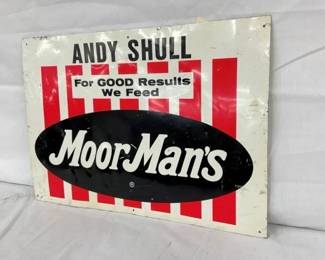 ANDY SHULL
For GOOD Results
We Feed
MoorMan's
®